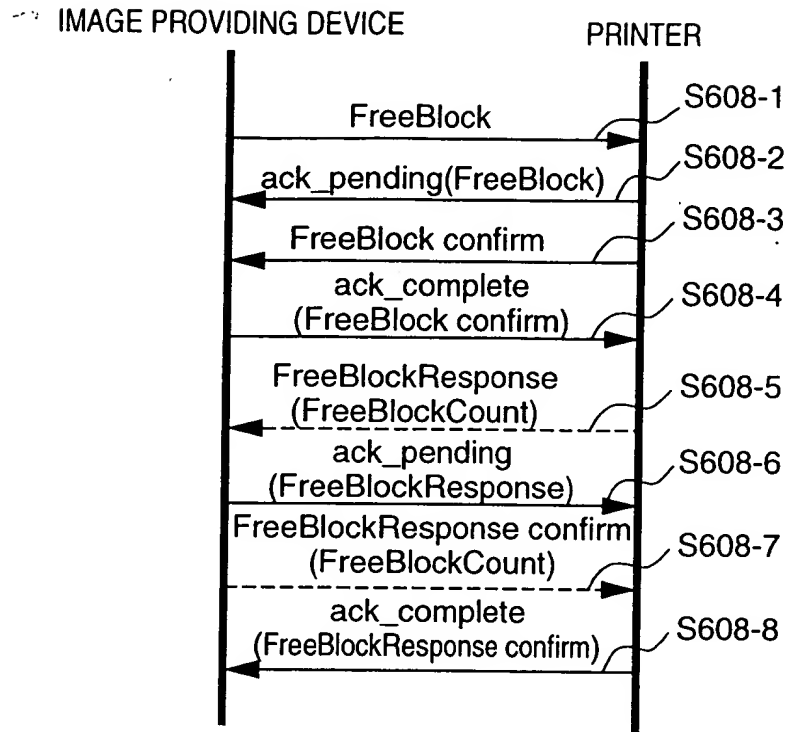 IMAGE PROVIDING DEVICE
PRINTER
FreeBlock
S608-1
ack_pending(FreeBlock)
S608-2
FreeBlock confirm
S608-3
ack_complete
(FreeBlock confirm)
S608-4
FreeBlockResponse
(FreeBlockCount)
S608-5
ack_pending
(FreeBlockResponse)
S608-6
FreeBlockResponse confirm
(FreeBlockCount)
S608-7
ack_complete
(FreeBlockResponse confirm)
S608-8